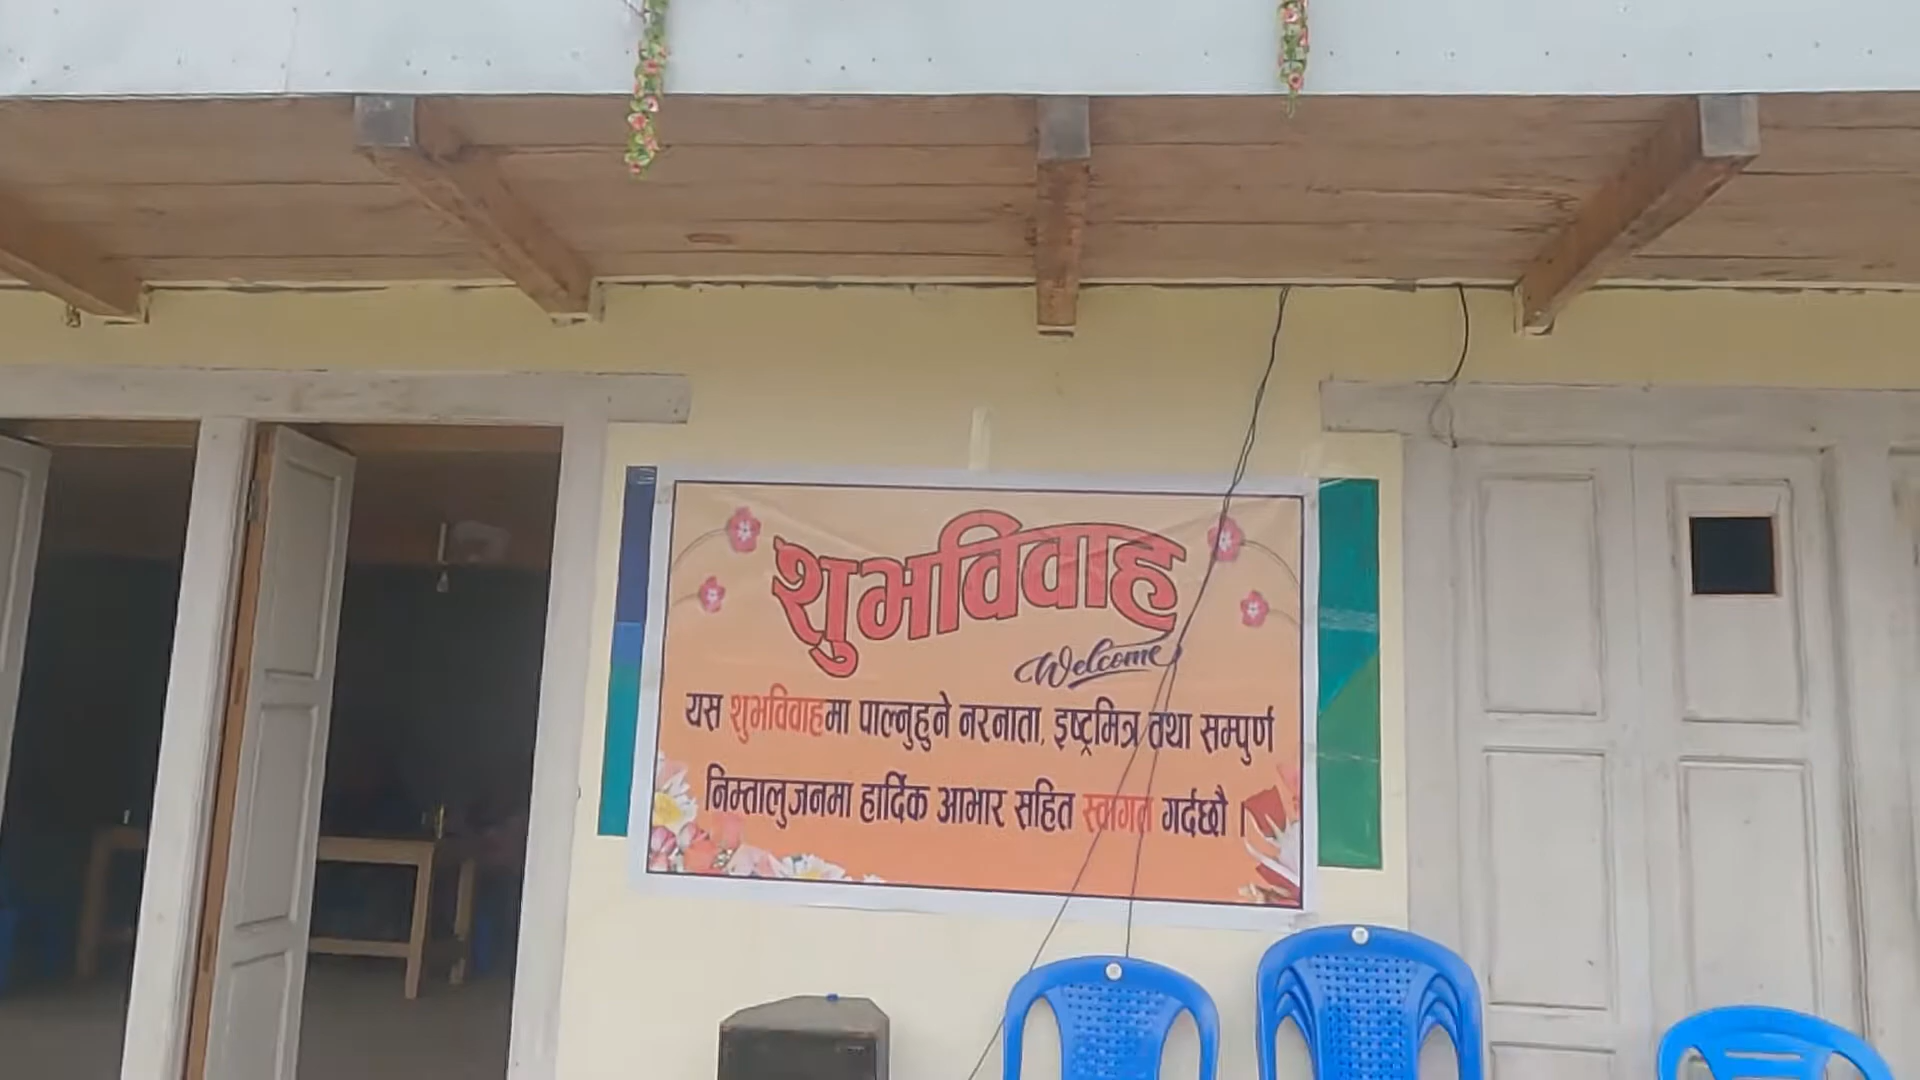 शुभविवाह
Welcome
यस शुभविवाहमा पाल्नुहुने नरनाता, इष्ट्रमित्र तथा सम्पुर्ण
निम्तालुजनमा हार्दिक आभार सहित स्वागत गर्दछौ ।